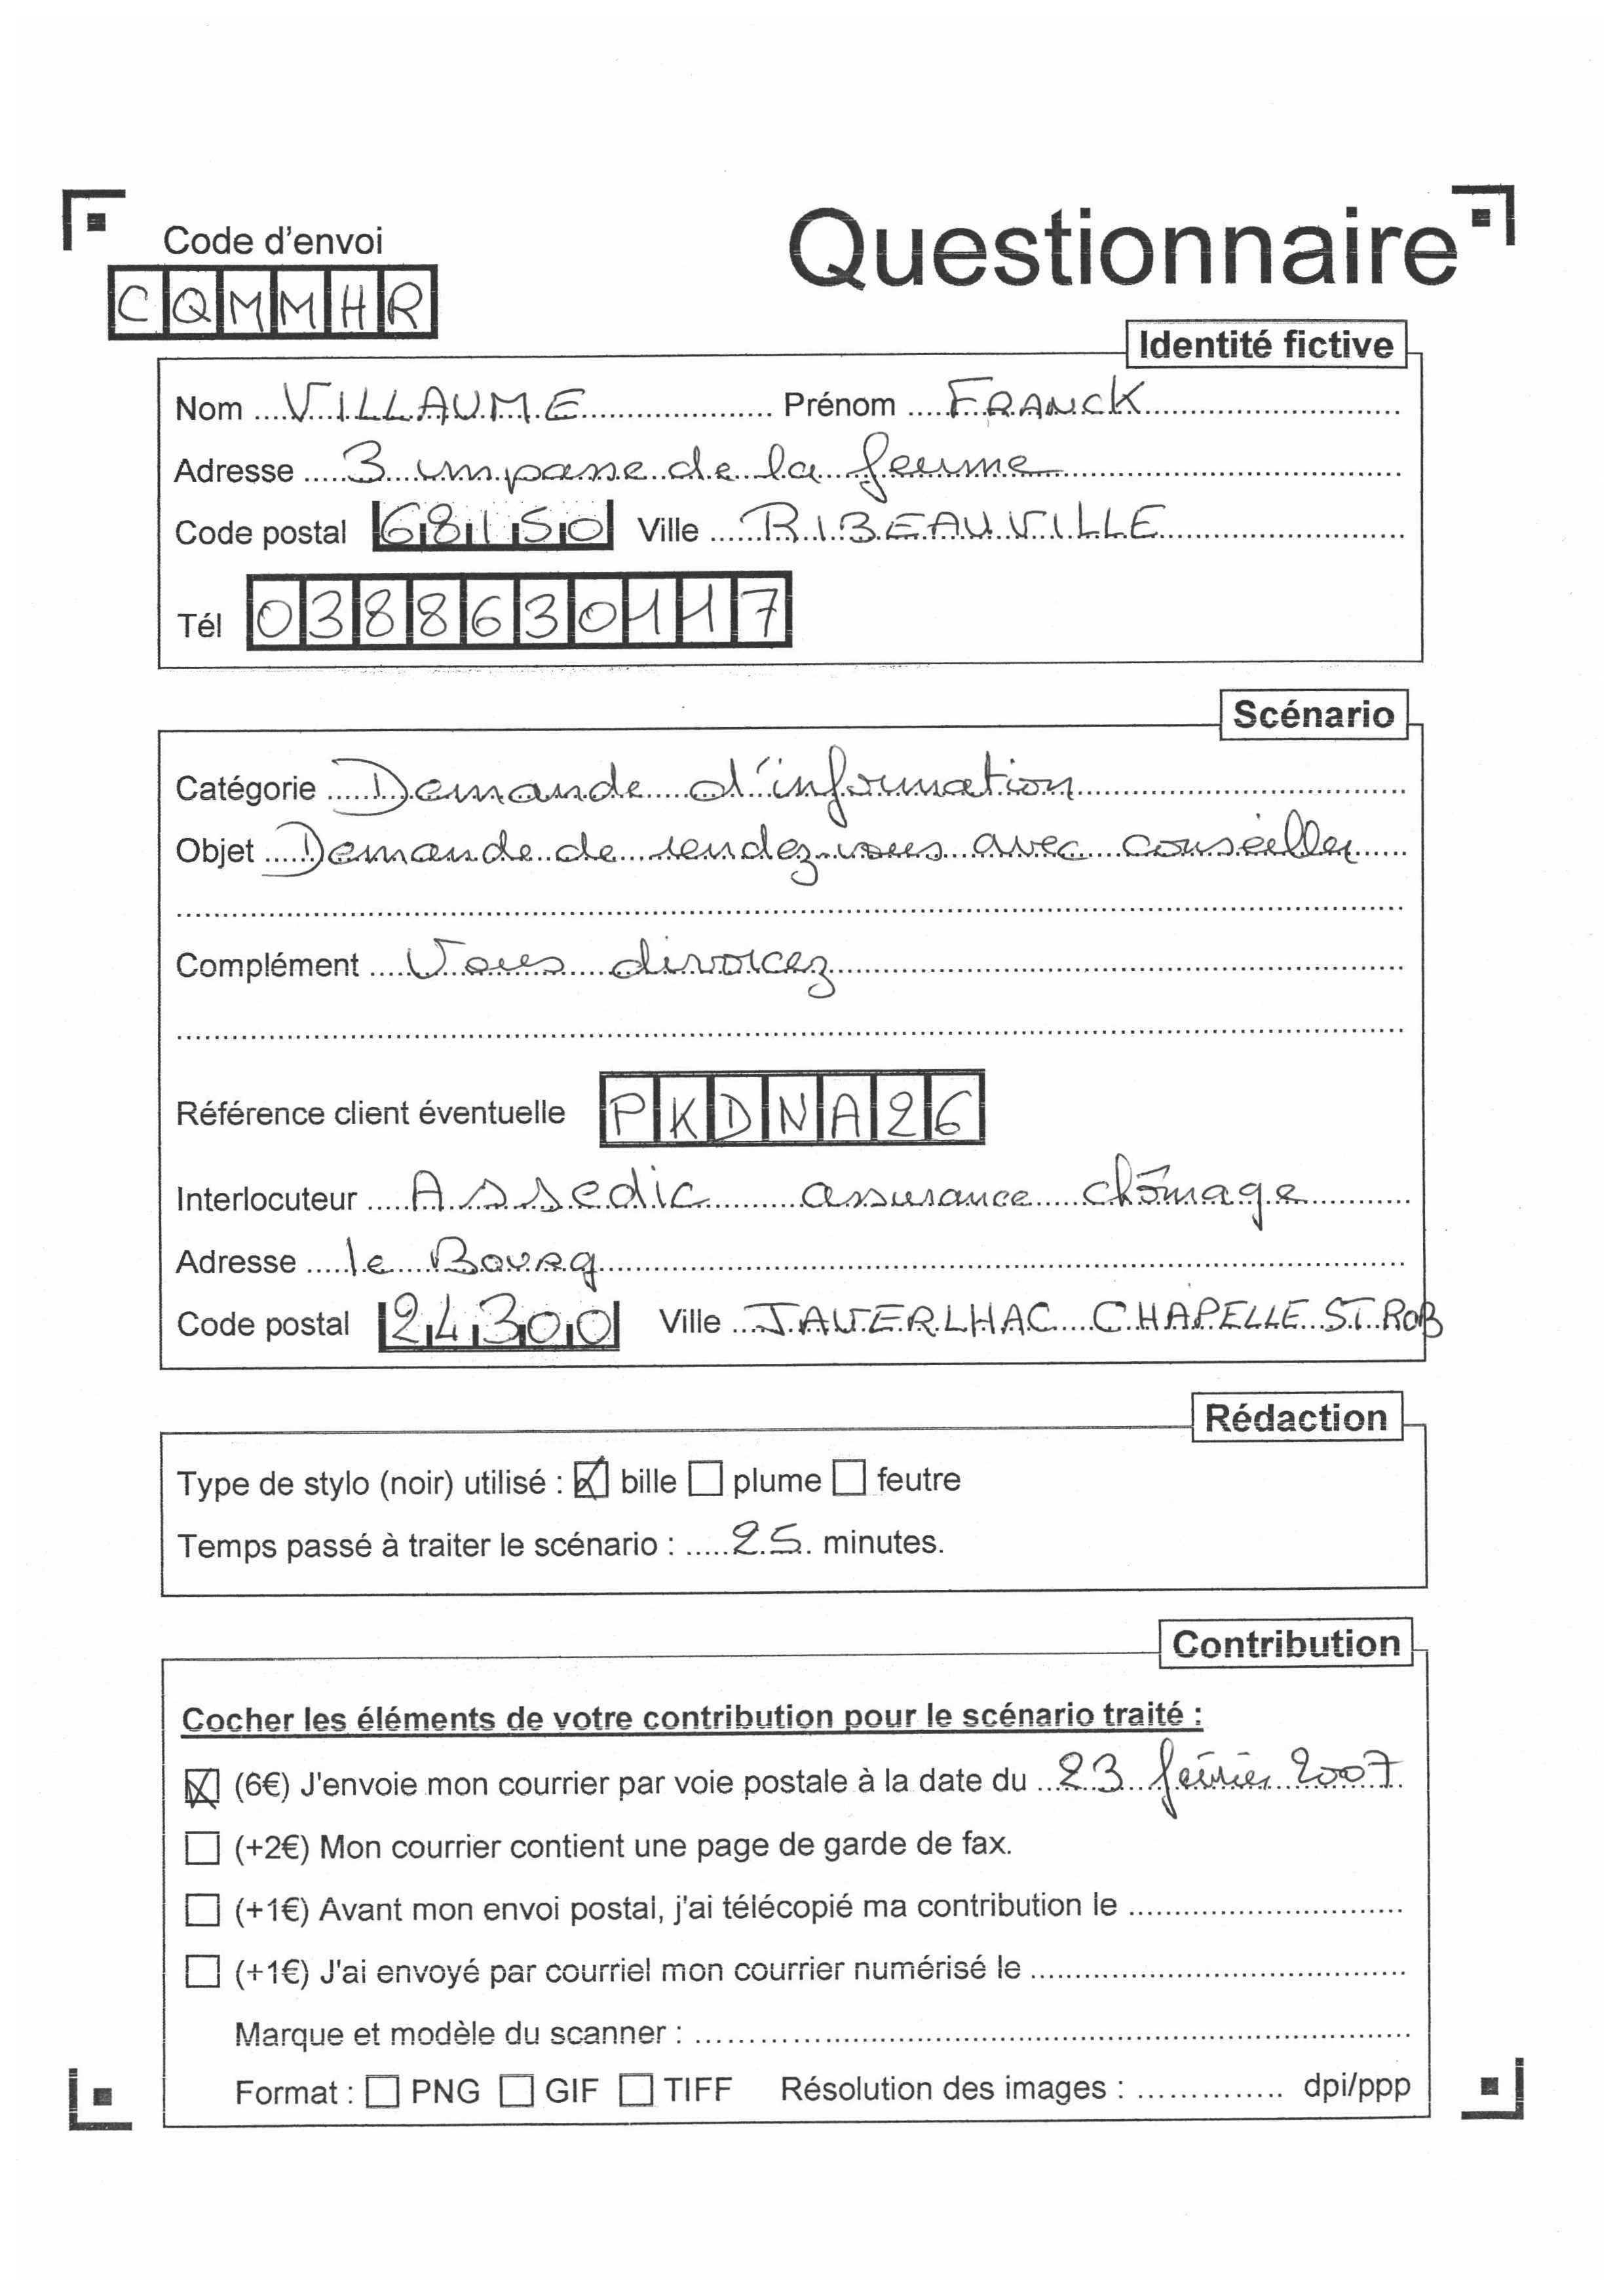 Code d'envoi
Questionnaire
CQMMHR
Identité fictive
Nom VILLAUME Prénom FRANCK
Adresse 3 impasse de la ferme
Code postal 68150 Ville RIBEAUVILLE
Tél 0388630117
Scénario
Catégorie Demande d'information
Objet Demande de rendez-vous avec conseiller
Complément Vous divorcez
Référence client éventuelle PKDNA26
Interlocuteur Assedic assurance chômage
Adresse le Bourg
Code postal 24300 Ville JAVERLHAC CHAPELLE ST ROB
Rédaction
Type de stylo (noir) utilisé : ☒ bille ☐ plume ☐ feutre
Temps passé à traiter le scénario : 25 minutes.
Contribution
Cocher les éléments de votre contribution pour le scénario traité :
☒ (6€) J'envoie mon courrier par voie postale à la date du 23 février 2007
☐ (+2€) Mon courrier contient une page de garde de fax.
☐ (+1€) Avant mon envoi postal, j'ai télécopié ma contribution le
☐ (+1€) J'ai envoyé par courriel mon courrier numérisé le
Marque et modèle du scanner :
Format : ☐ PNG ☐ GIF ☐ TIFF Résolution des images : dpi/ppp